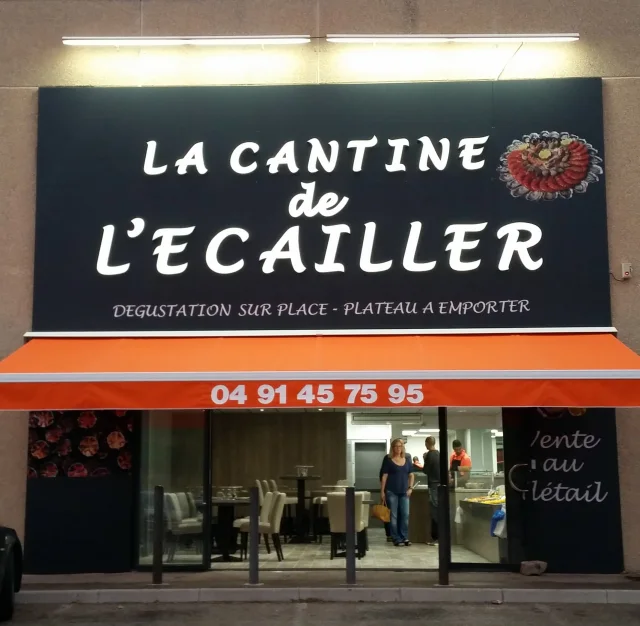 LA CANTINE
de
L'ECAILLER
DEGUSTATION SUR PLACE - PLATEAU A EMPORTER
04 91 45 75 95
Vente
au
détail